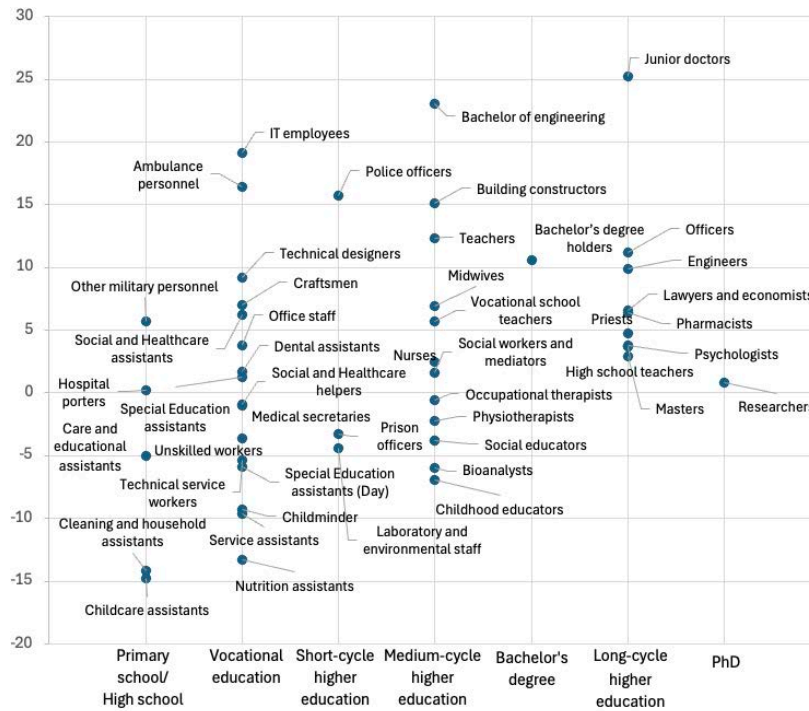 30
25
20
15
10
5
0
-5
-10
-15
-20
Junior doctors
Bachelor of engineering
IT employees
Ambulance
personnel
Police officers
Building constructors
Teachers
Bachelor's degree
holders
Officers
Technical designers
Engineers
Other military personnel
Craftsmen
Midwives
Vocational school
teachers
Lawyers and economists
Priests
Pharmacists
Social and Healthcare
assistants
Office staff
Dental assistants
Nurses
Social workers and
mediators
Psychologists
High school teachers
Hospital
porters
Social and Healthcare
helpers
Occupational therapists
Masters
Researchers
Special Education
assistants
Medical secretaries
Prison
officers
Physiotherapists
Care and
educational
assistants
Unskilled workers
Social educators
Technical service
workers
Special Education
assistants (Day)
Bioanalysts
Cleaning and household
assistants
Childminder
Childhood educators
Service assistants
Laboratory and
environmental staff
Nutrition assistants
Childcare assistants
Primary
school/
High school
Vocational
education
Short-cycle
higher
education
Medium-cycle
higher
education
Bachelor's
degree
Long-cycle
higher
education
PhD